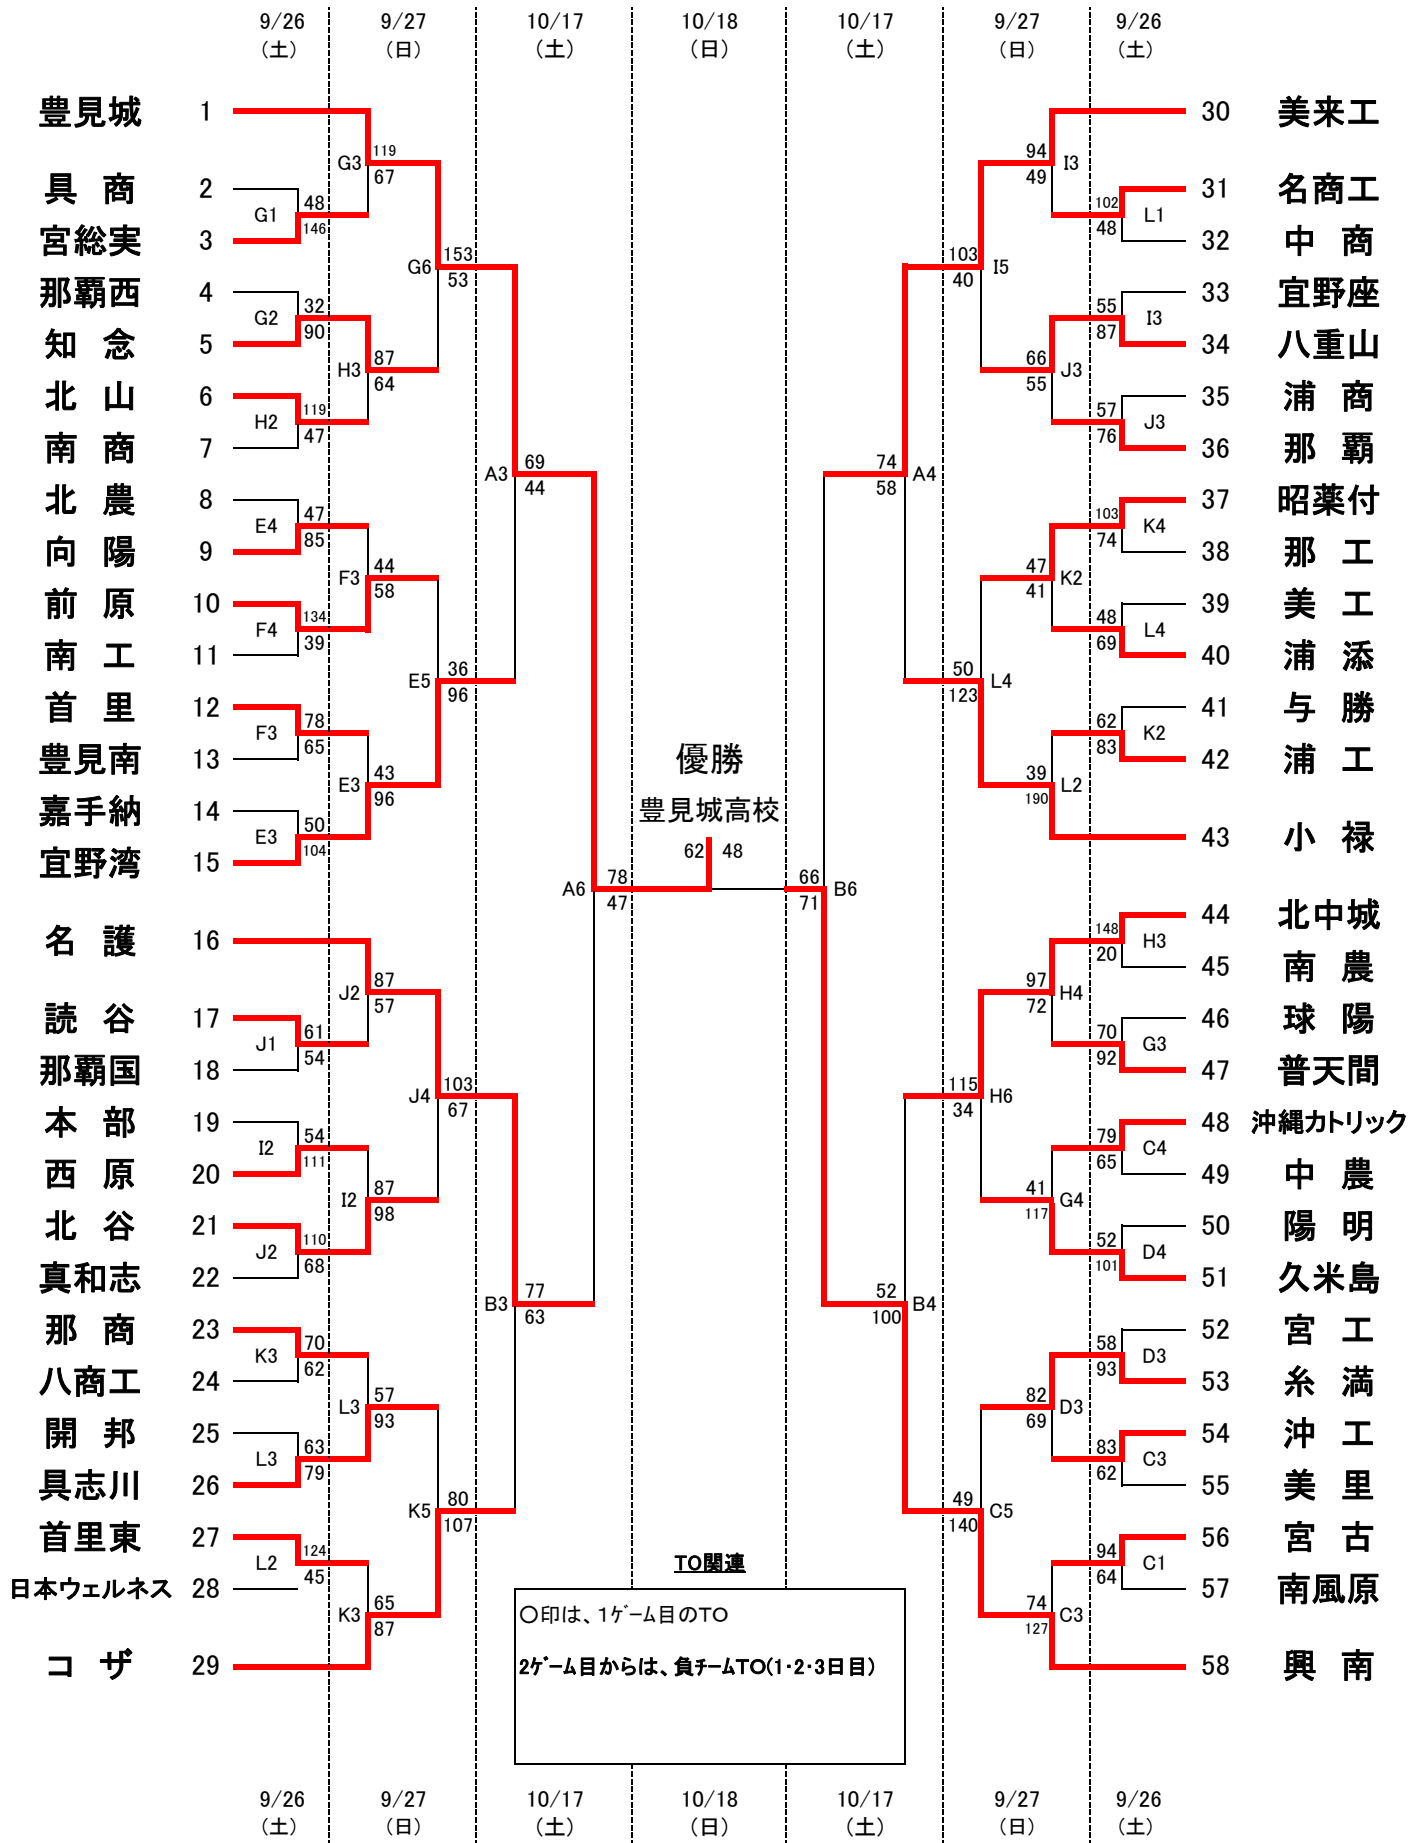 9/26 9/27 10/17 10/18 10/17 9/27 9/26
(土) (日) (土) (日) (土) (日) (土)
豊見城 1 30 美来工
119 94
G3 I3
67 49
具 商 2 31 名商工
48 102
G1 L1
146 48
宮総実 3 32 中 商
153 103
G6 I5
53 40
那覇西 4 33 宜野座
32 55
G2 I3
90 87
知 念 5 34 八重山
87 66
H3 J3
64 55
北 山 6 35 浦 商
119 57
H2 J3
47 76
南 商 7 36 那 覇
69 74
A3 A4
44 58
北 農 8 37 昭薬付
47 103
E4 K4
85 74
向 陽 9 38 那 工
44 47
F3 K2
58 41
前 原 10 39 美 工
134 48
F4 L4
39 69
南 工 11 40 浦 添
36 50
E5 L4
96 123
首 里 12 41 与 勝
78 62
F3 K2
65 83
豊見南 13 42 浦 工
優勝
43 39
E3 L2
96 190
嘉手納 14 豊見城高校
50
E3 43 小 禄
104 62 48
宜野湾 15
78 66
A6 B6
47 71
44 北中城
名 護 16 148
H3
20
45 南 農
87 97
J2 H4
57 72
読 谷 17 46 球 陽
61 70
J1 G3
54 92
那覇国 18 47 普天間
103 115
J4 H6
67 34
本 部 19 48 沖縄カトリック
54 79
I2 C4
111 65
西 原 20 49 中 農
87 41
I2 G4
98 117
北 谷 21 50 陽 明
110 52
J2 D4
68 101
真和志 22 51 久米島
77 52
B3 B4
63 100
那 商 23 52 宮 工
70 58
K3 D3
62 93
八商工 24 53 糸 満
57 82
L3 D3
93 69
開 邦 25 54 沖 工
63 83
L3 C3
79 62
具志川 26 55 美 里
80 49
K5 C5
107 140
首里東 27 56 宮 古
124 94
L2 C1
45 64
TO関連
日本ウェルネス 28 57 南風原
65 74
K3 C3
87 127
〇印は、1ゲーム目のTO
2ゲーム目からは、負チームTO(1・2・3日目)
コ ザ 29 58 興 南
9/26 9/27 10/17 10/18 10/17 9/27 9/26
(土) (日) (土) (日) (土) (日) (土)